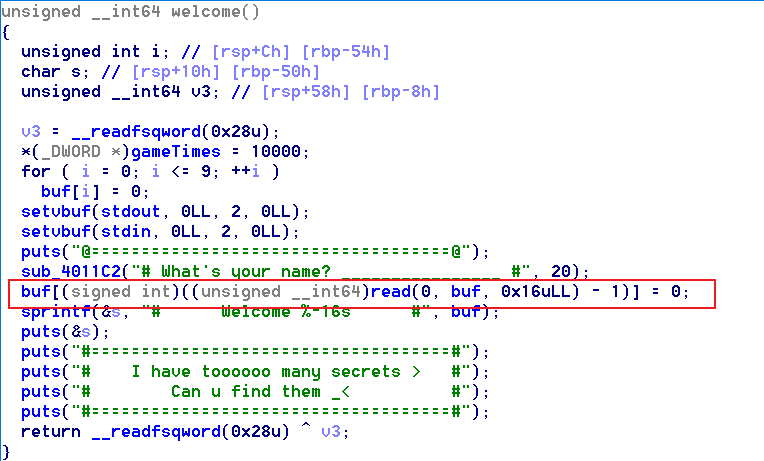 unsigned __int64 welcome()
{
  unsigned int i; // [rsp+Ch] [rbp-54h]
  char s; // [rsp+10h] [rbp-50h]
  unsigned __int64 v3; // [rsp+58h] [rbp-8h]

  v3 = __readfsqword(0x28u);
  *(_DWORD *)gameTimes = 10000;
  for ( i = 0; i <= 9; ++i )
    buf[i] = 0;
  setvbuf(stdout, 0LL, 2, 0LL);
  setvbuf(stdin, 0LL, 2, 0LL);
  puts("@===================================@");
  sub_4011C2("# What's your name? ________________ #", 20);
  buf[(signed int)((unsigned __int64)read(0, buf, 0x16uLL) - 1)] = 0;
  sprintf(&s, "#      Welcome %-16s      #", buf);
  puts(&s);
  puts("#===================================#");
  puts("#    I have toooooo many secrets >   #");
  puts("#        Can u find them _<          #");
  puts("#===================================#");
  return __readfsqword(0x28u) ^ v3;
}